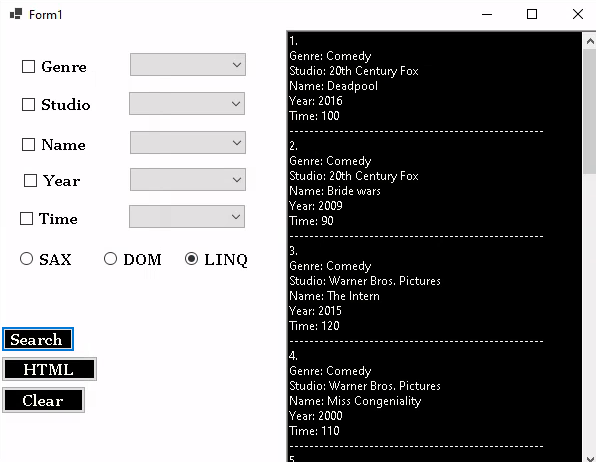 Form1
Genre
Studio
Name
Year
Time
SAX DOM LINQ
Search
HTML
Clear
1.
Genre: Comedy
Studio: 20th Century Fox
Name: Deadpool
Year: 2016
Time: 100
--------------------------------------------------
2.
Genre: Comedy
Studio: 20th Century Fox
Name: Bride wars
Year: 2009
Time: 90
--------------------------------------------------
3.
Genre: Comedy
Studio: Warner Bros. Pictures
Name: The Intern
Year: 2015
Time: 120
--------------------------------------------------
4.
Genre: Comedy
Studio: Warner Bros. Pictures
Name: Miss Congeniality
Year: 2000
Time: 110
--------------------------------------------------
5.